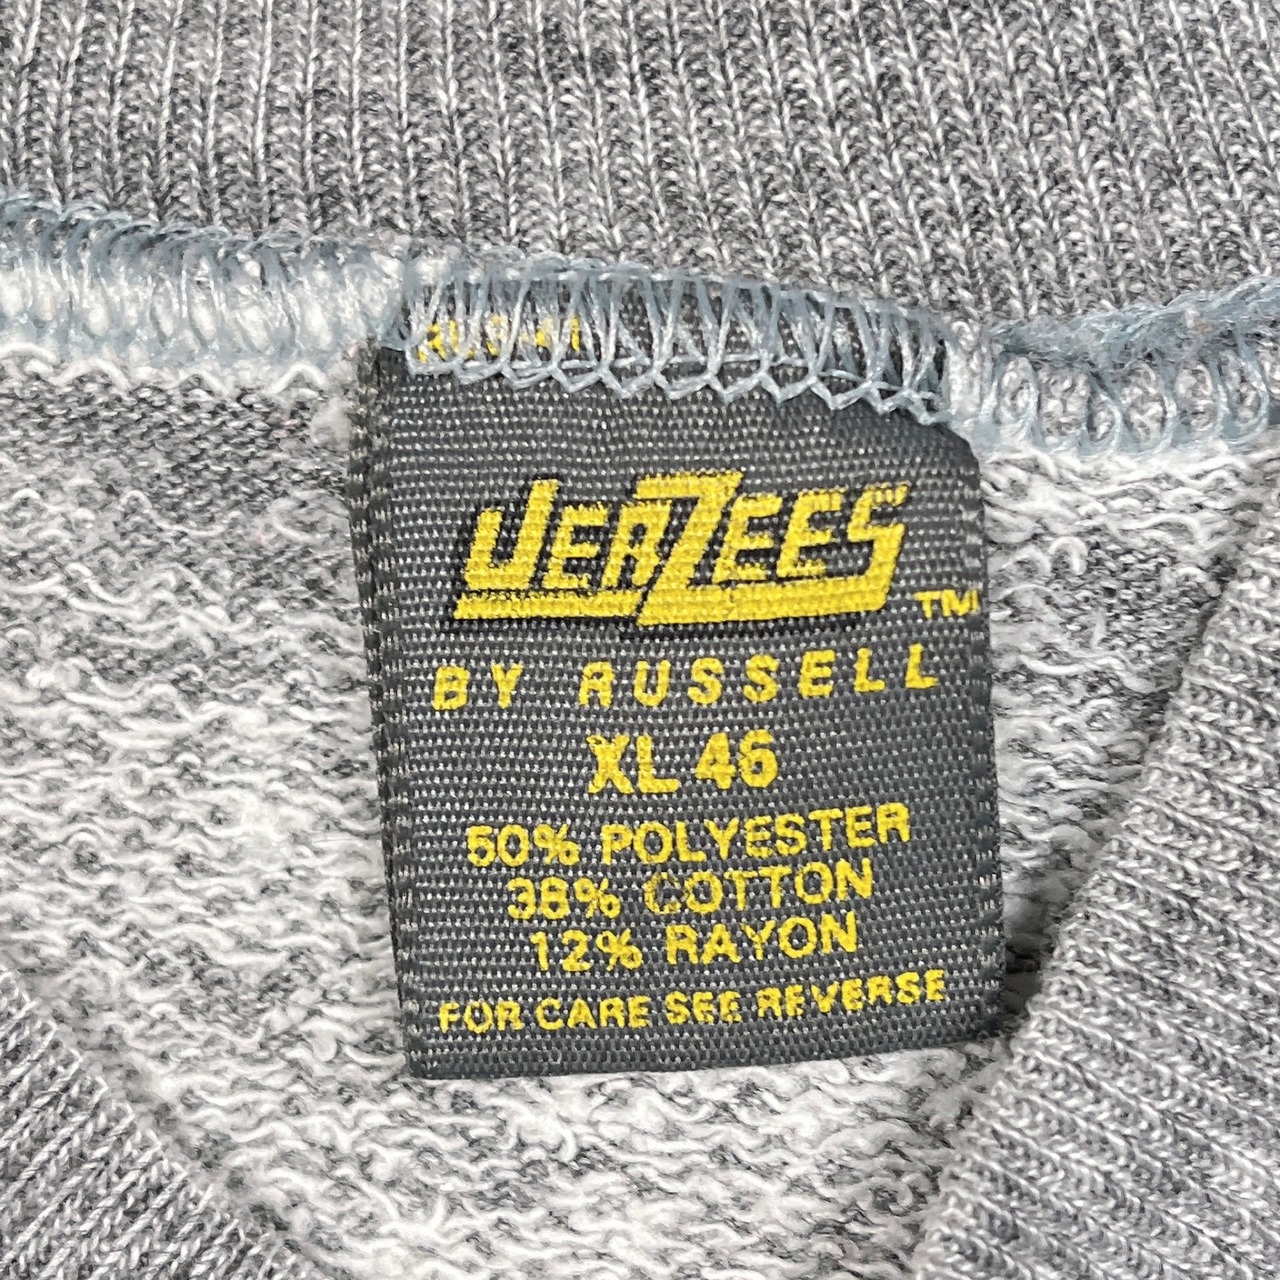 JERZEES TM
BY RUSSELL
XL 46
50% POLYESTER
38% COTTON
12% RAYON
FOR CARE SEE REVERSE